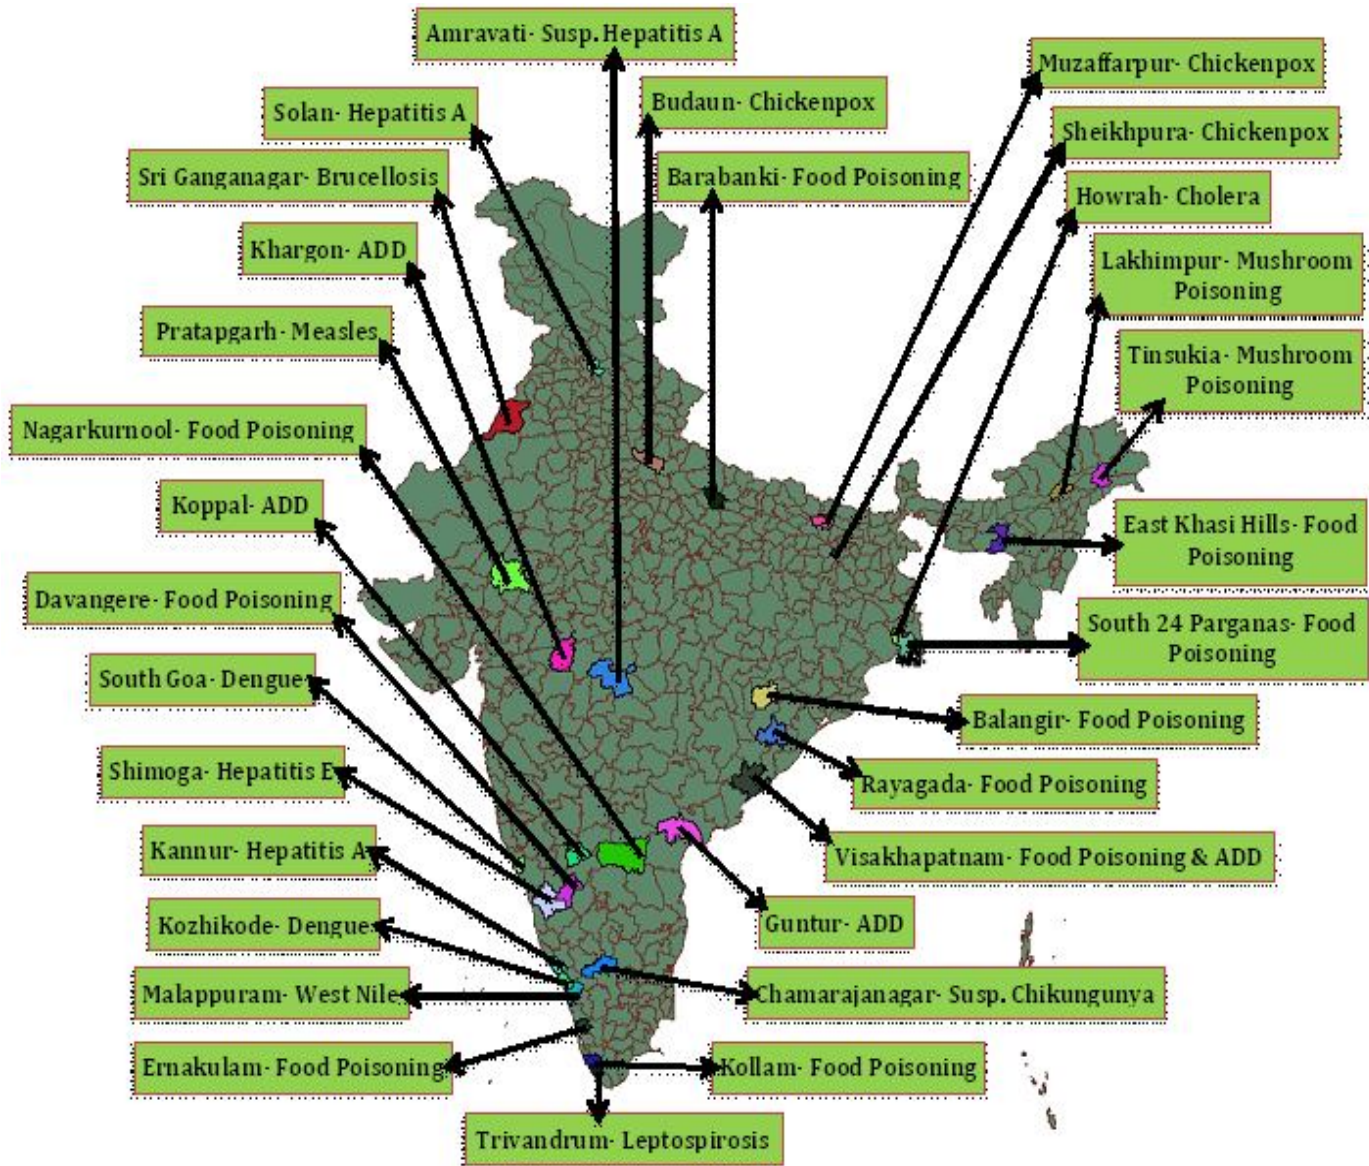 Amravati- Susp. Hepatitis A
Muzaffarpur- Chickenpox
Budaun- Chickenpox
Solan- Hepatitis A
Sheikhpura- Chickenpox
Sri Ganganagar- Brucellosis
Barabanki- Food Poisoning
Howrah- Cholera
Khargon- ADD
Lakhimpur- Mushroom
Poisoning
Pratapgarh- Measles
Tinsukia- Mushroom
Poisoning
Nagarkurnool- Food Poisoning
Koppal- ADD
East Khasi Hills- Food
Poisoning
Davangere- Food Poisoning
South 24 Parganas- Food
Poisoning
South Goa- Dengue
Balangir- Food Poisoning
Shimoga- Hepatitis E
Rayagada- Food Poisoning
Kannur- Hepatitis A
Visakhapatnam- Food Poisoning & ADD
Kozhikode- Dengue
Guntur- ADD
Malappuram- West Nile
Chamarajanagar- Susp. Chikungunya
Ernakulam- Food Poisoning
Kollam- Food Poisoning
Trivandrum- Leptospirosis